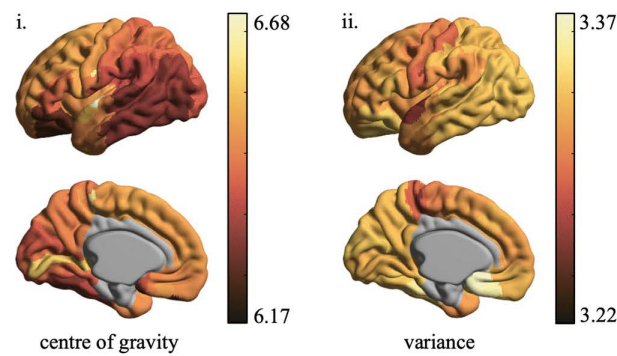 i.
6.68
6.17
centre of gravity
ii.
3.37
3.22
variance